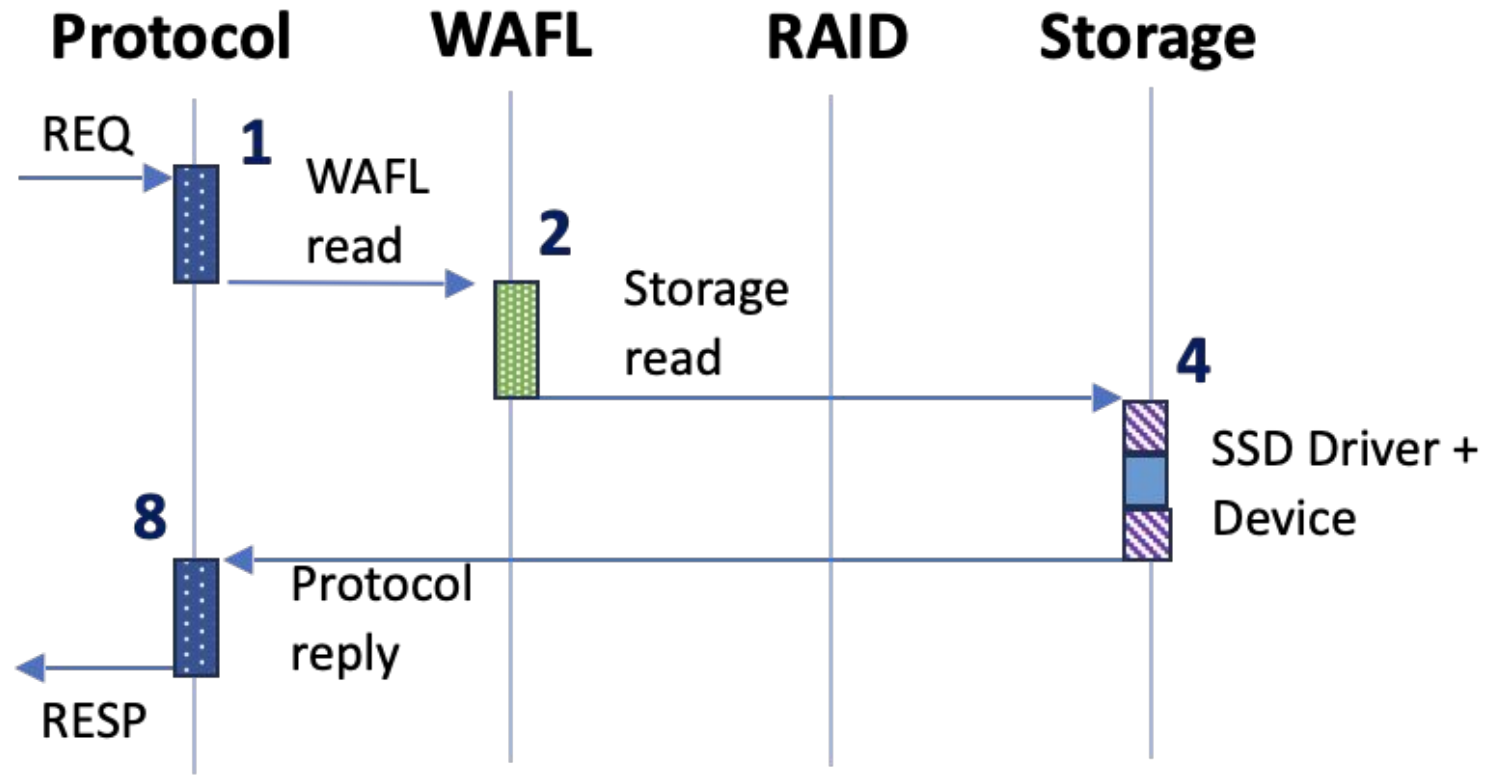 Protocol WAFL RAID Storage
REQ
1
WAFL
read
2
Storage
read
4
SSD Driver +
Device
8
Protocol
reply
RESP